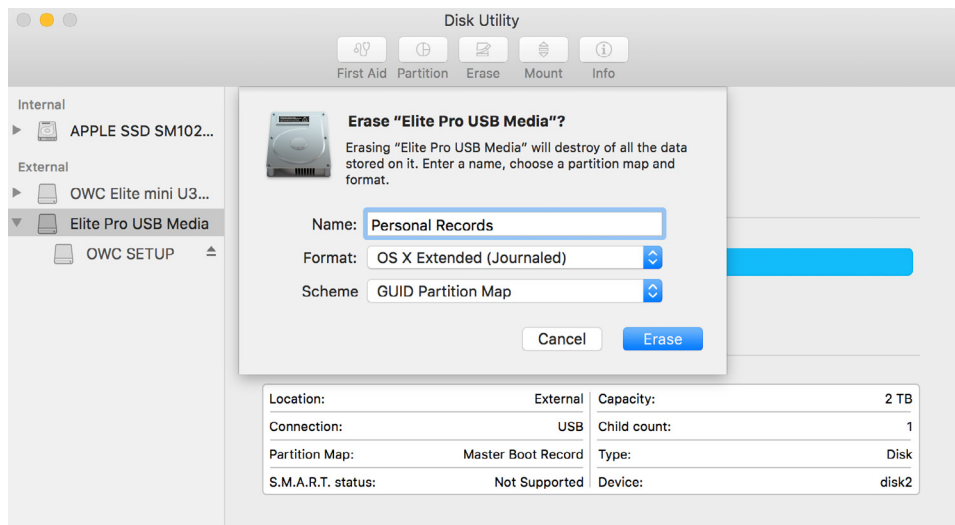 Disk Utility
First Aid Partition Erase Mount Info
Internal
APPLE SSD SM102...
External
OWC Elite mini U3...
Elite Pro USB Media
OWC SETUP
Erase “Elite Pro USB Media”?
Erasing “Elite Pro USB Media” will destroy of all the data
stored on it. Enter a name, choose a partition map and
format.
Name: Personal Records
Format: OS X Extended (Journaled)
Scheme GUID Partition Map
Cancel Erase
Location: External Capacity: 2 TB
Connection: USB Child count: 1
Partition Map: Master Boot Record Type: Disk
S.M.A.R.T. status: Not Supported Device: disk2